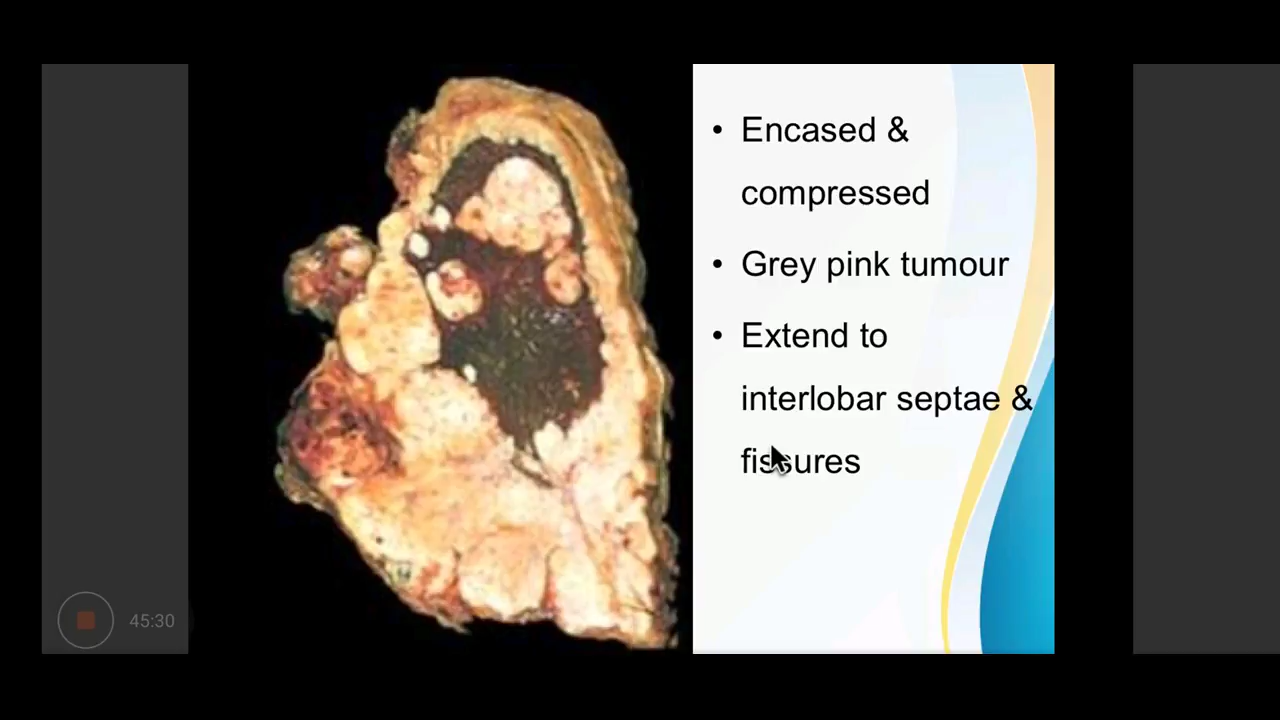 • Encased &
compressed
• Grey pink tumour
• Extend to
interlobar septae &
fissures
45:30